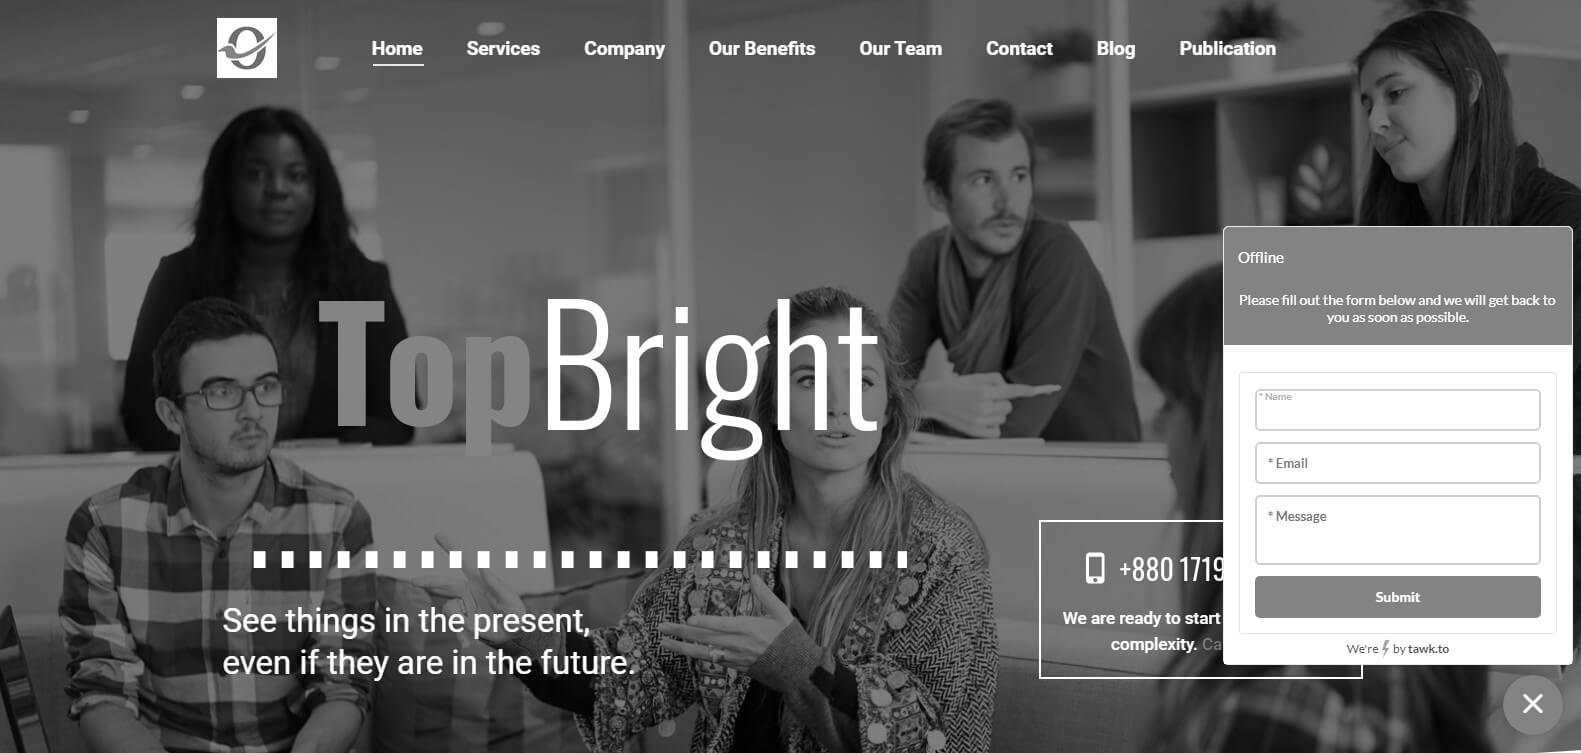 Home Services Company Our Benefits Our Team Contact Blog Publication
TopBright
See things in the present,
even if they are in the future.
+880 1719
We are ready to start
complexity. Ca
Offline
Please fill out the form below and we will get back to
you as soon as possible.
* Name
* Email
* Message
Submit
We're by tawk.to